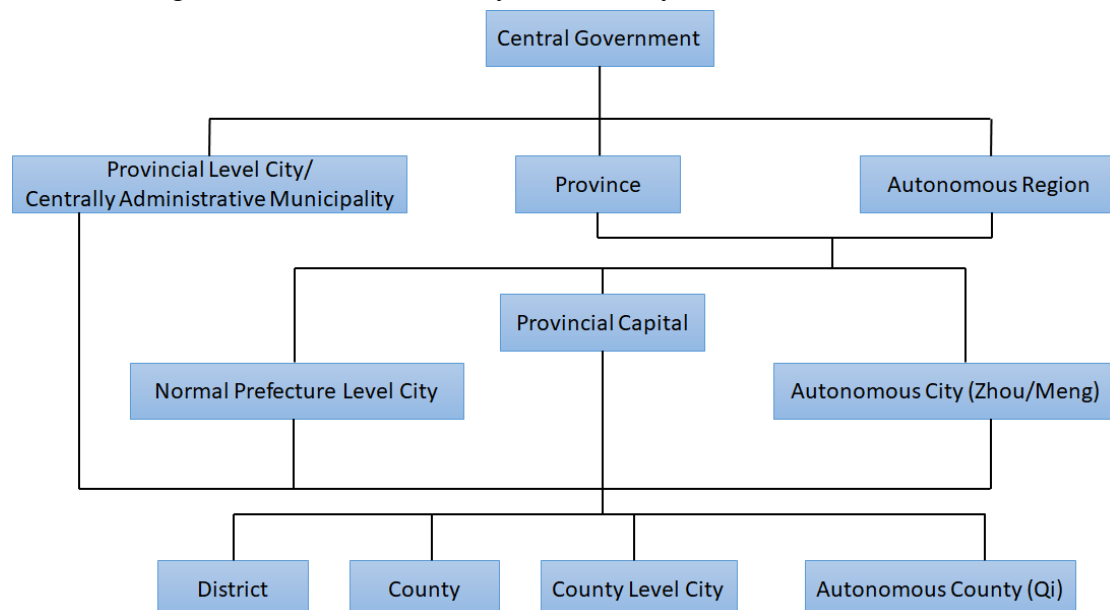 Central Government
Provincial Level City/
Centrally Administrative Municipality
Province
Autonomous Region
Provincial Capital
Normal Prefecture Level City
Autonomous City (Zhou/Meng)
District
County
County Level City
Autonomous County (Qi)